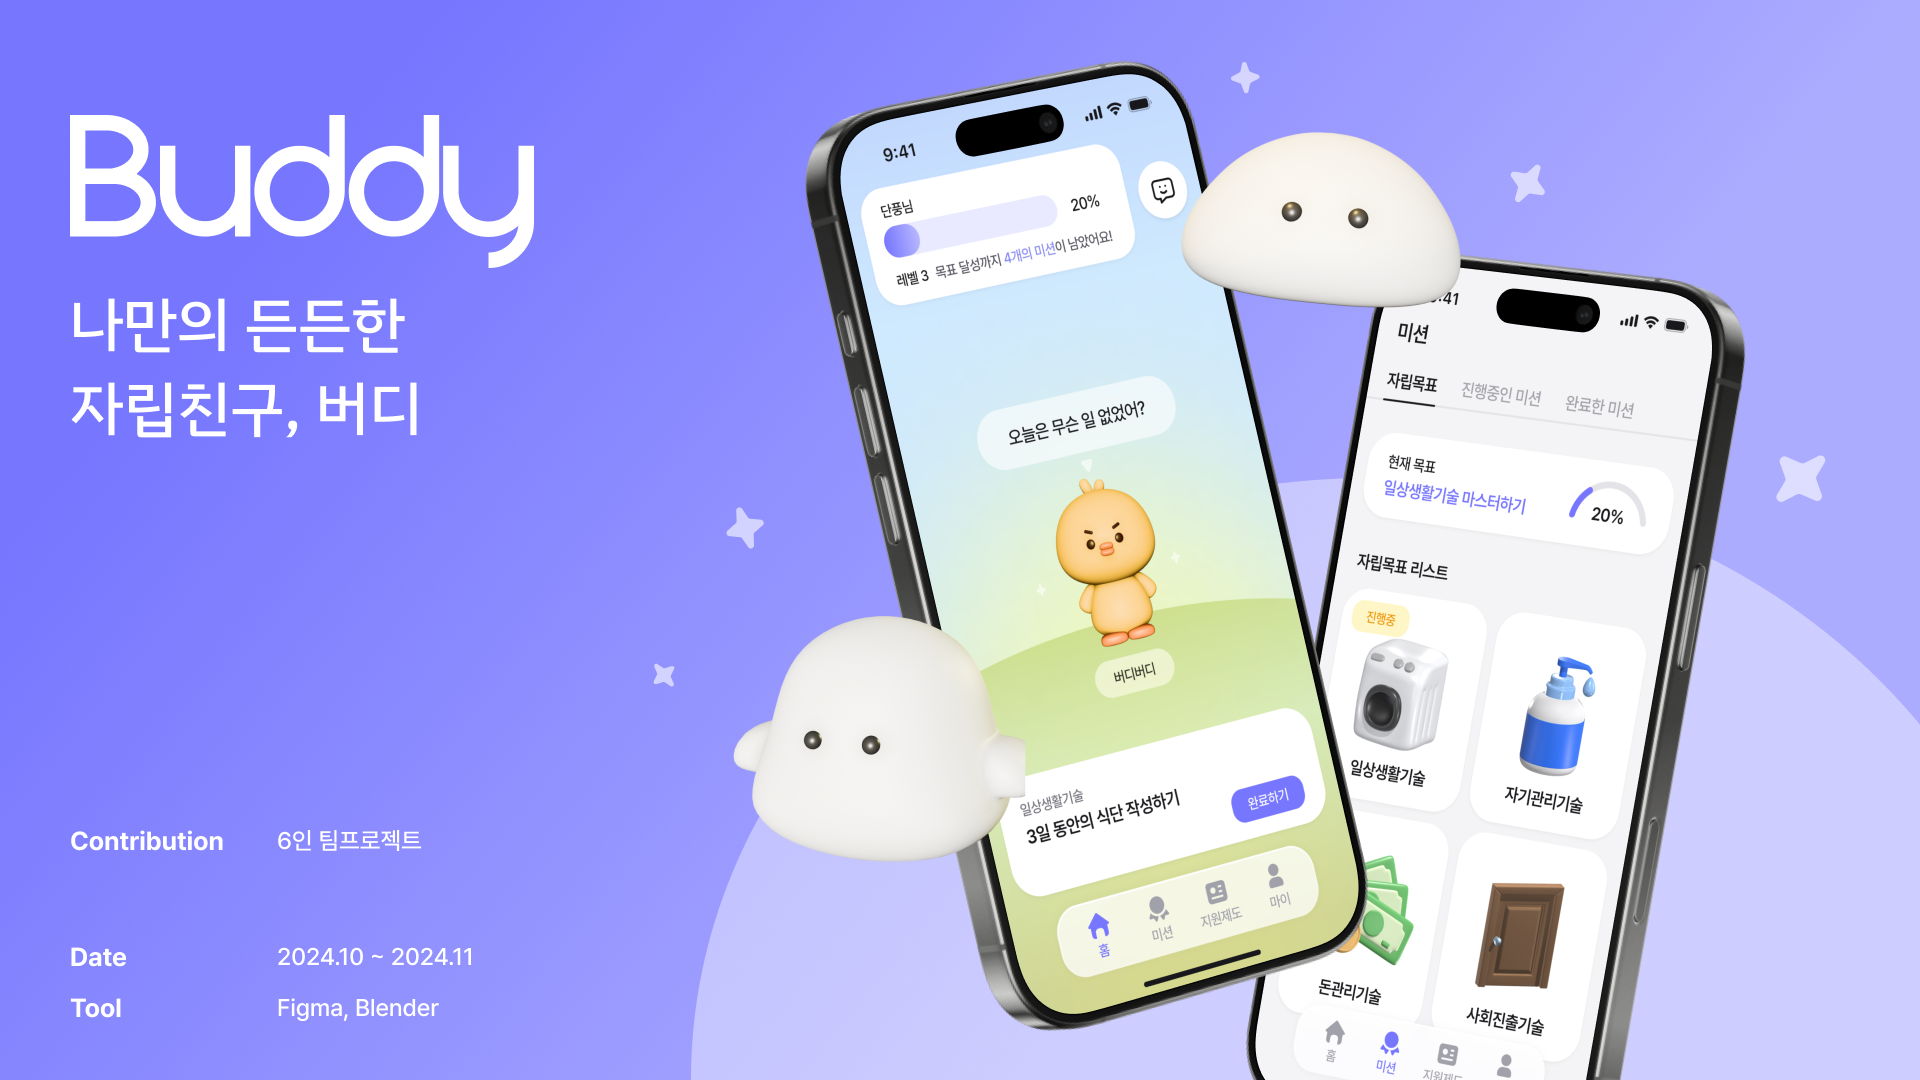 Buddy
나만의 든든한
자립친구, 버디
Contribution 6인 팀프로젝트
Date 2024.10 ~ 2024.11
Tool Figma, Blender
9:41
단풍님
20%
레벨 3 목표 달성까지 4개의 미션이 남았어요!
오늘은 무슨 일 없었어?
버디버디
일상생활기술
3일 동안의 식단 작성하기
완료하기
홈 미션 지원제도 마이
:41
미션
자립목표 진행중인 미션 완료한 미션
현재 목표
일상생활기술 마스터하기
20%
자립목표 리스트
진행중
일상생활기술
자기관리기술
돈관리기술
사회진출기술
홈 미션 지원제도